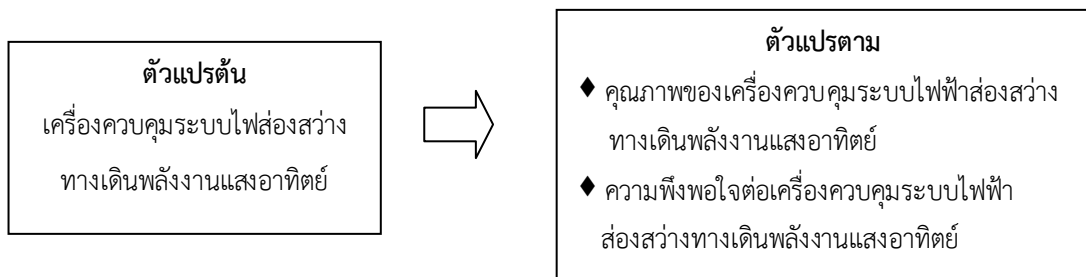 ตัวแปรต้น
เครื่องควบคุมระบบไฟส่องสว่าง
ทางเดินพลังงานแสงอาทิตย์
ตัวแปรตาม
♦ คุณภาพของเครื่องควบคุมระบบไฟฟ้าส่องสว่าง
ทางเดินพลังงานแสงอาทิตย์
♦ ความพึงพอใจต่อเครื่องควบคุมระบบไฟฟ้า
ส่องสว่างทางเดินพลังงานแสงอาทิตย์